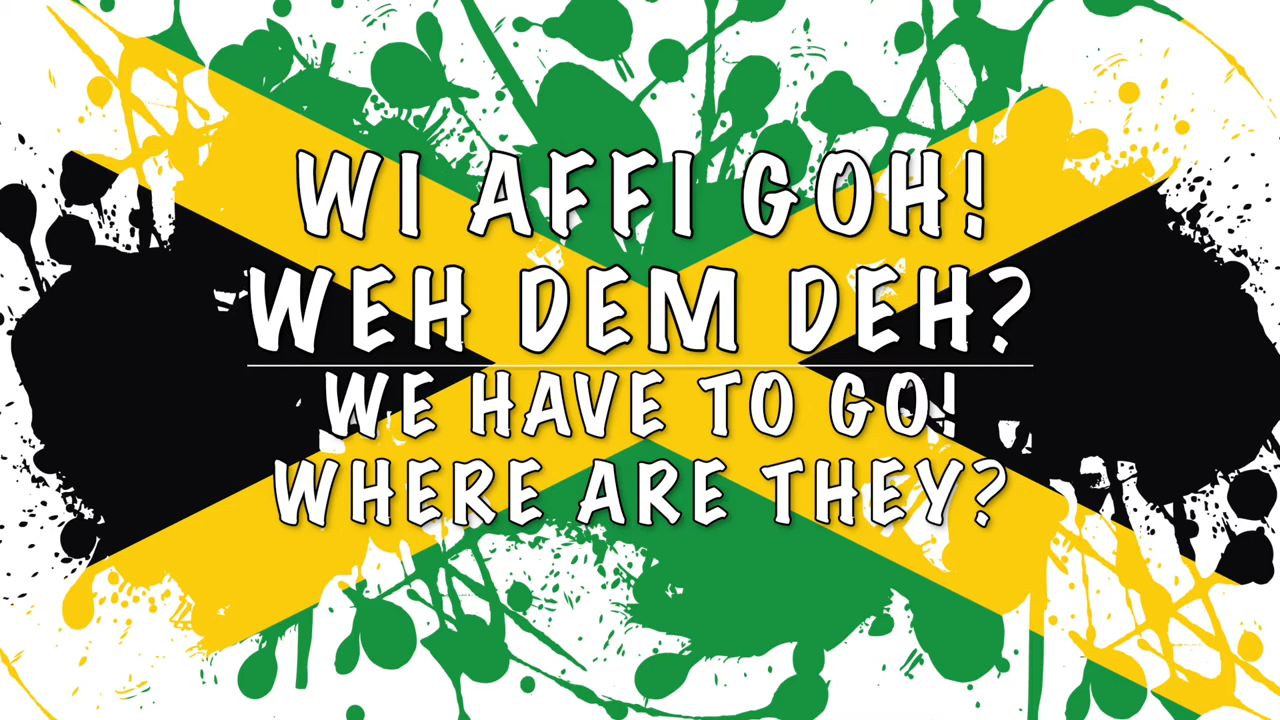 WI AFFI GOH!
WEH DEM DEH?
WE HAVE TO GO!
WHERE ARE THEY?